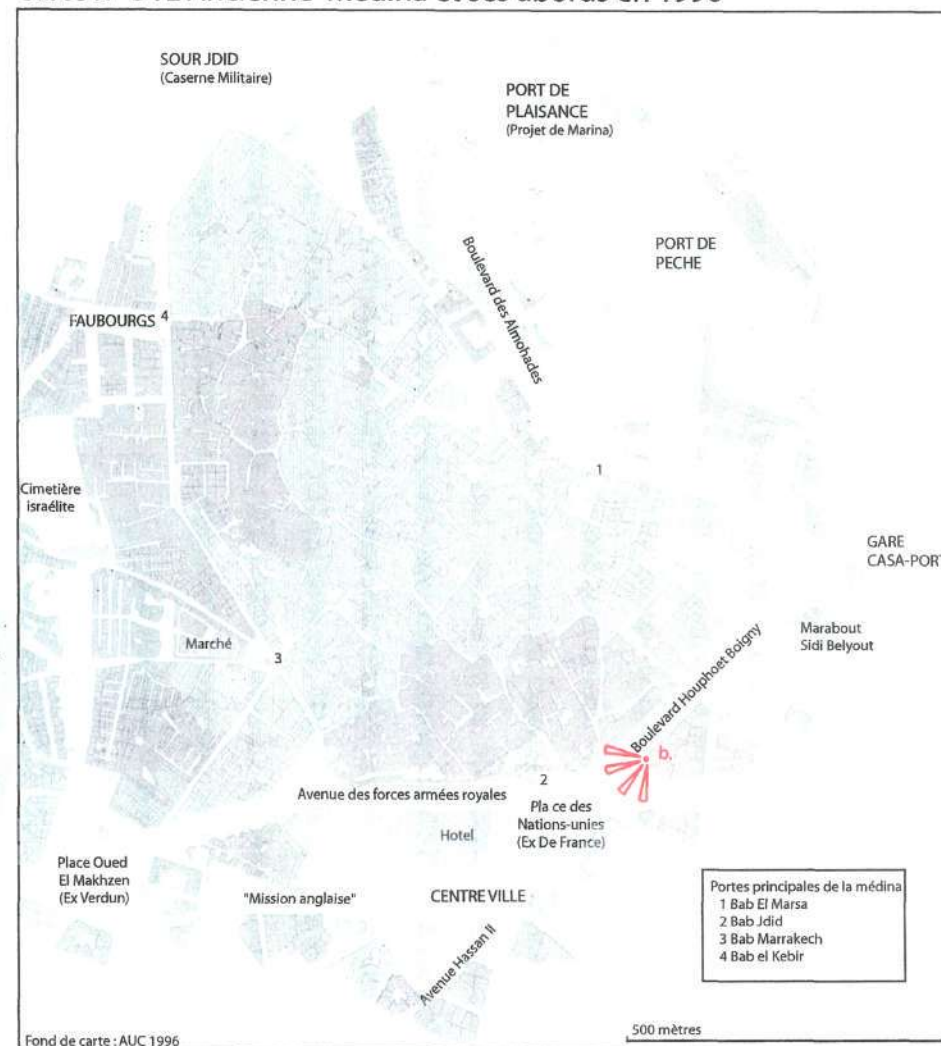 SOUR JDID
(Caserne Militaire)
PORT DE
PLAISANCE
(Projet de Marina)
PORT DE
PECHE
Boulevard des Almohades
FAUBOURGS 4
1
Cimetière
israélite
GARE
CASA-PORT
Marabout
Sidi Belyout
Marché
3
Boulevard Houphoet Boigny
b.
2
Avenue des forces armées royales
Pla ce des
Nations-unies
(Ex De France)
Hotel
Place Oued
El Makhzen
(Ex Verdun)
"Mission anglaise"
CENTRE VILLE
Avenue Hassan II
Portes principales de la médina
1 Bab El Marsa
2 Bab Jdid
3 Bab Marrakech
4 Bab el Kebir
500 mètres
Fond de carte : AUC 1996